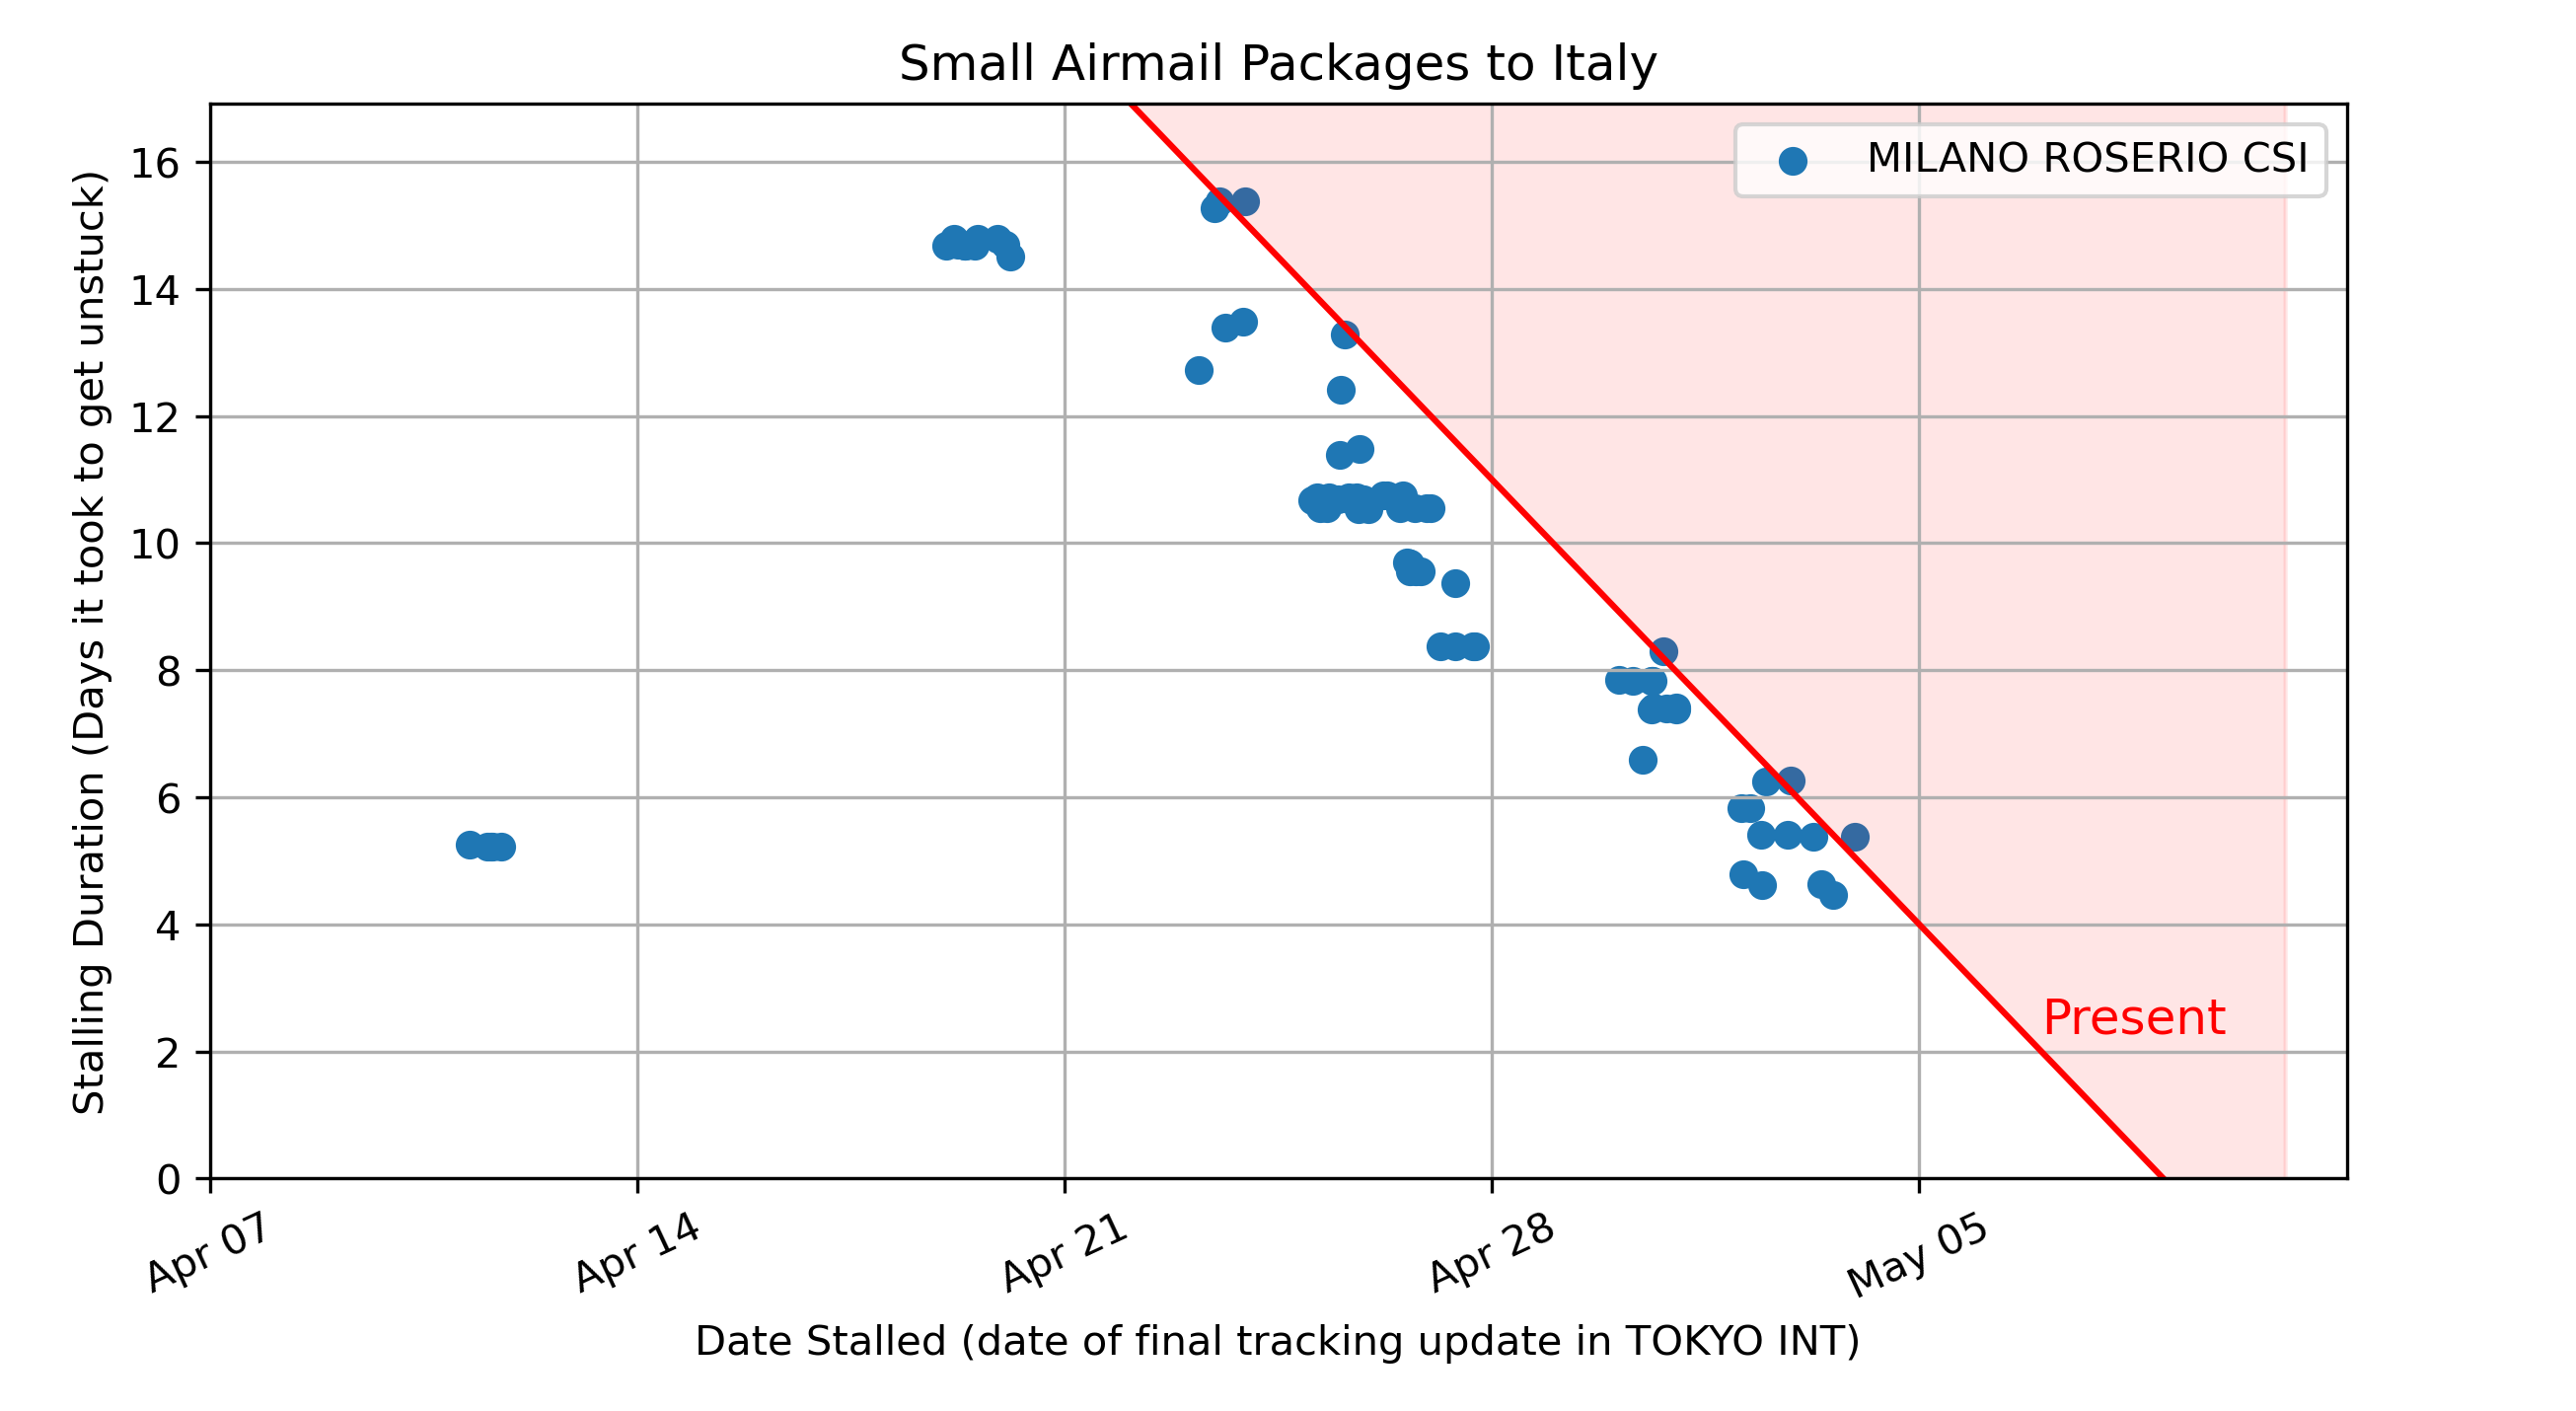 Small Airmail Packages to Italy
MILANO ROSERIO CSI
Stalling Duration (Days it took to get unstuck)
16
14
12
10
8
6
4
2
0
Present
Apr 07
Apr 14
Apr 21
Apr 28
May 05
Date Stalled (date of final tracking update in TOKYO INT)